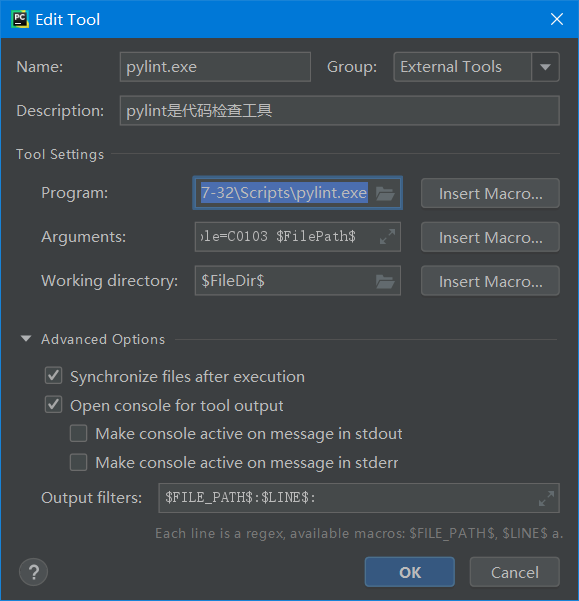 PC Edit Tool
Name: pylint.exe Group: External Tools
Description: pylint是代码检查工具
Tool Settings
Program: 7-32\Scripts\pylint.exe Insert Macro...
Arguments: ble=C0103 $FilePath$ Insert Macro...
Working directory: $FileDir$ Insert Macro...
Advanced Options
Synchronize files after execution
Open console for tool output
Make console active on message in stdout
Make console active on message in stderr
Output filters: $FILE_PATH$:$LINE$:
Each line is a regex, available macros: $FILE_PATH$, $LINE$ a.
? OK Cancel